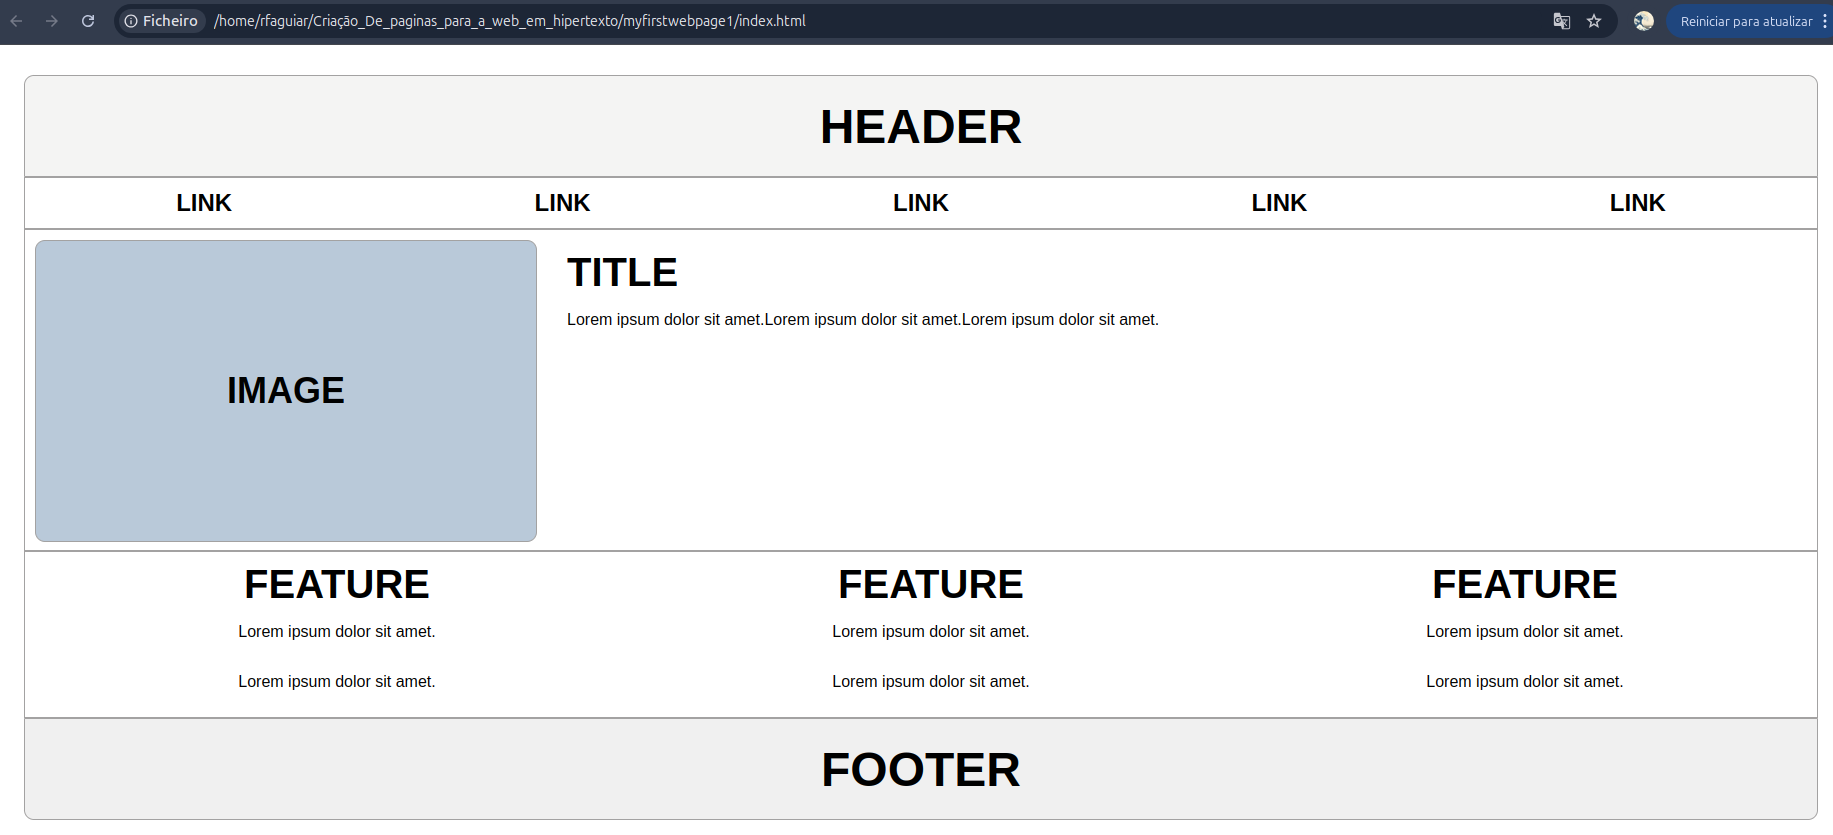 Ficheiro /home/rfaguiar/Criação_De_paginas_para_a_web_em_hipertexto/myfirstwebpage1/index.html Reiniciar para atualizar
HEADER
LINK LINK LINK LINK LINK
IMAGE
TITLE
Lorem ipsum dolor sit amet.Lorem ipsum dolor sit amet.Lorem ipsum dolor sit amet.
FEATURE
Lorem ipsum dolor sit amet.
Lorem ipsum dolor sit amet.
FEATURE
Lorem ipsum dolor sit amet.
Lorem ipsum dolor sit amet.
FEATURE
Lorem ipsum dolor sit amet.
Lorem ipsum dolor sit amet.
FOOTER